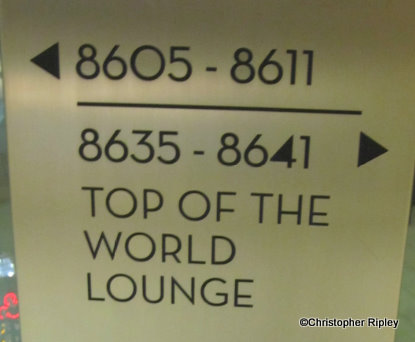 8605 - 8611
8635 - 8641
TOP OF THE
WORLD
LOUNGE
©Christopher Ripley